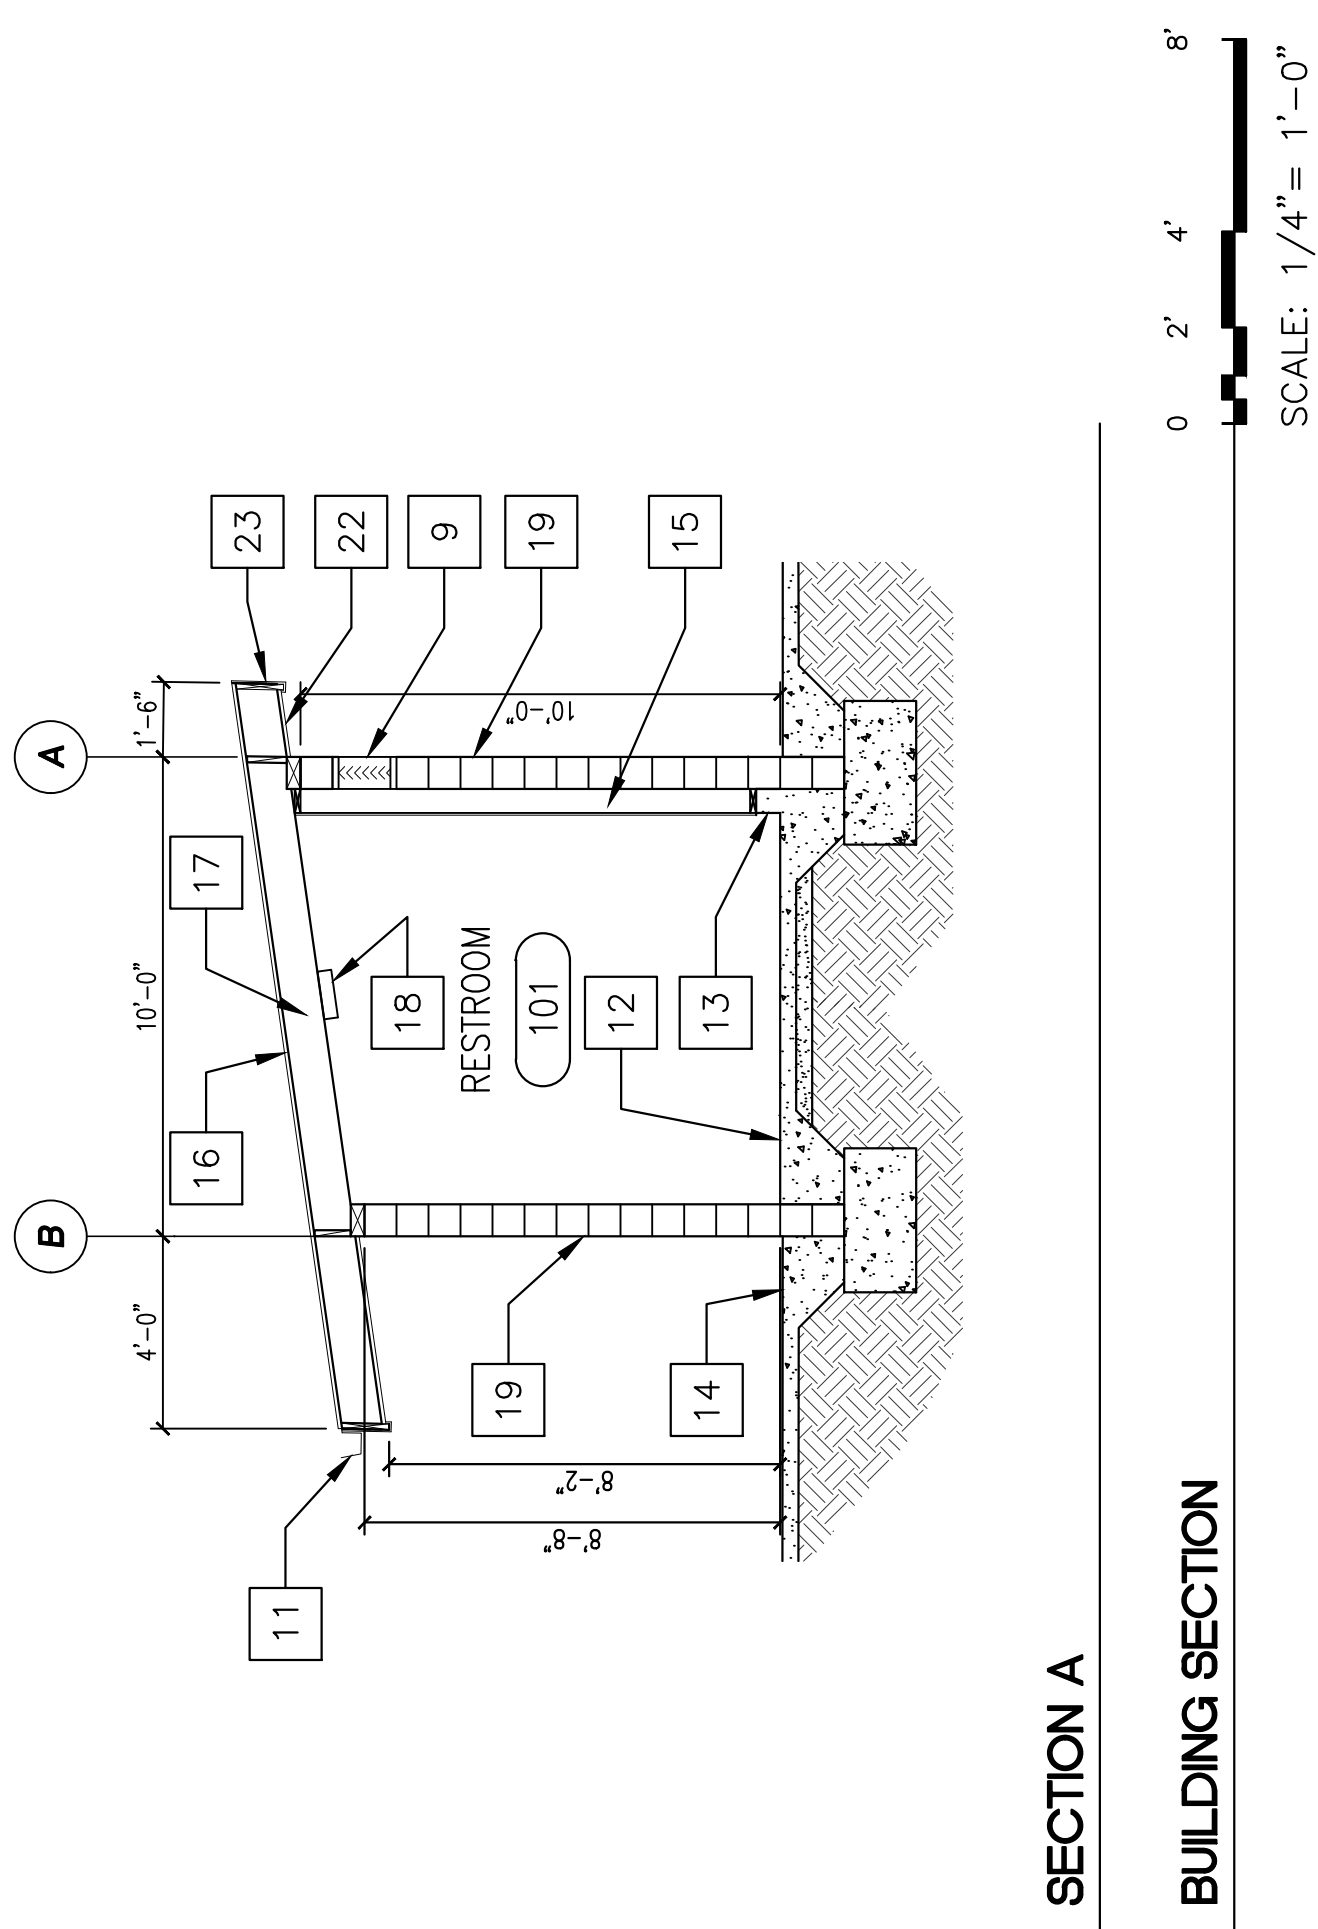 B
A
4'-0"
10'-0"
1'-6"
11
16
17
23
22
9
19
15
18
RESTROOM
101
12
13
19
14
10'-0"
8'-2"
8'-8"
SECTION A
BUILDING SECTION
0 2' 4' 8'
SCALE: 1/4"= 1'-0"